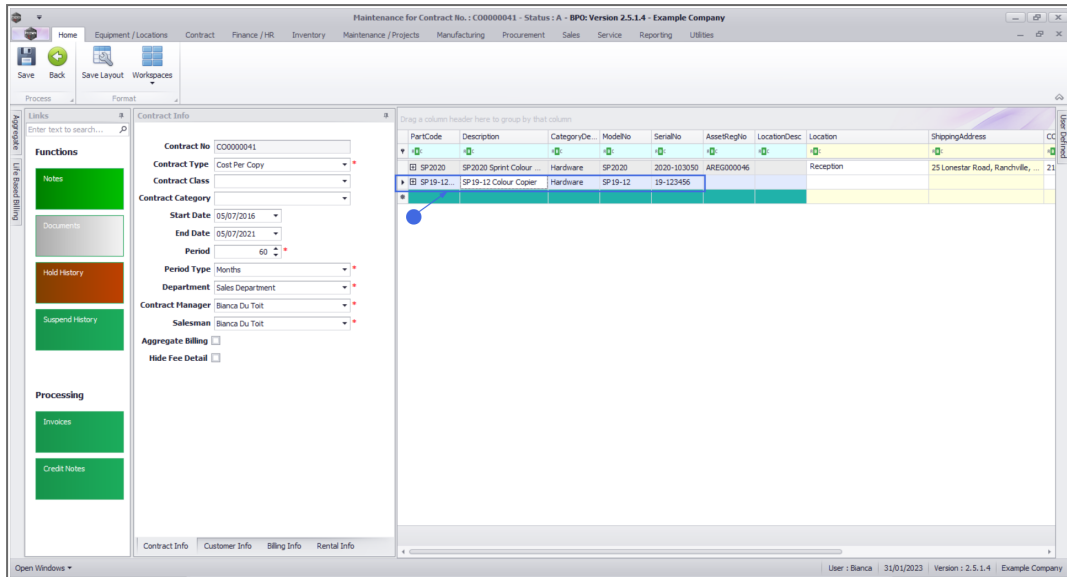 Maintenance for Contract No. : CO0000041 - Status : A - BPO: Version 2.5.1.4 - Example Company
Home Equipment / Locations Contract Finance / HR Inventory Maintenance / Projects Manufacturing Procurement Sales Service Reporting Utilities
Save Back Save Layout Workspaces
Process Format
Aggregate
Life Based Billing
Links
Enter text to search...
Functions
Notes
Documents
Hold History
Suspend History
Processing
Invoices
Credit Notes
Contract Info
Contract No CO0000041
Contract Type Cost Per Copy *
Contract Class
Contract Category
Start Date 05/07/2016
End Date 05/07/2021
Period 60 *
Period Type Months *
Department Sales Department *
Contract Manager Bianca Du Toit *
Salesman Bianca Du Toit *
Aggregate Billing
Hide Fee Detail
Contract Info Customer Info Billing Info Rental Info
Drag a column header here to group by that column
PartCode Description CategoryDe... ModelNo SerialNo AssetRegNo LocationDesc Location ShippingAddress CC
SP2020 SP2020 Sprint Colour ... Hardware SP2020 2020-103050 AREG000046 Reception 25 Lonestar Road, Ranchville, ... 21
SP19-12... SP19-12 Colour Copier Hardware SP19-12 19-123456
User Defined
Open Windows
User : Bianca 31/01/2023 Version : 2.5.1.4 Example Company